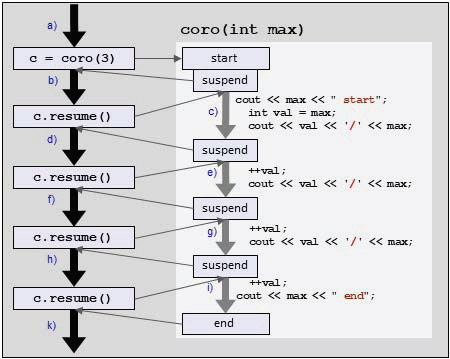 coro(int max)
a)
c = coro(3)
start
b)
suspend
c.resume()
c)
cout << max << " start";
int val = max;
cout << val << '/' << max;
d)
suspend
c.resume()
e)
++val;
cout << val << '/' << max;
f)
suspend
c.resume()
g)
++val;
cout << val << '/' << max;
h)
suspend
c.resume()
i)
++val;
cout << max << " end";
k)
end